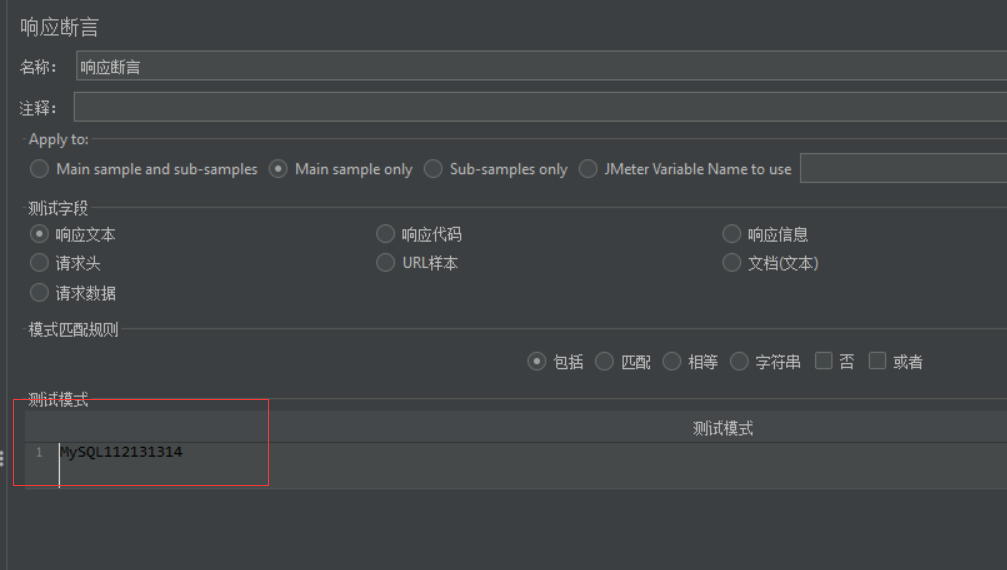 响应断言
名称： 响应断言
注释：
Apply to:
Main sample and sub-samples Main sample only Sub-samples only JMeter Variable Name to use
测试字段
响应文本 响应代码 响应信息
请求头 URL样本 文档(文本)
请求数据
模式匹配规则
包括 匹配 相等 字符串 否 或者
测试模式
测试模式
1 MySQL112131314